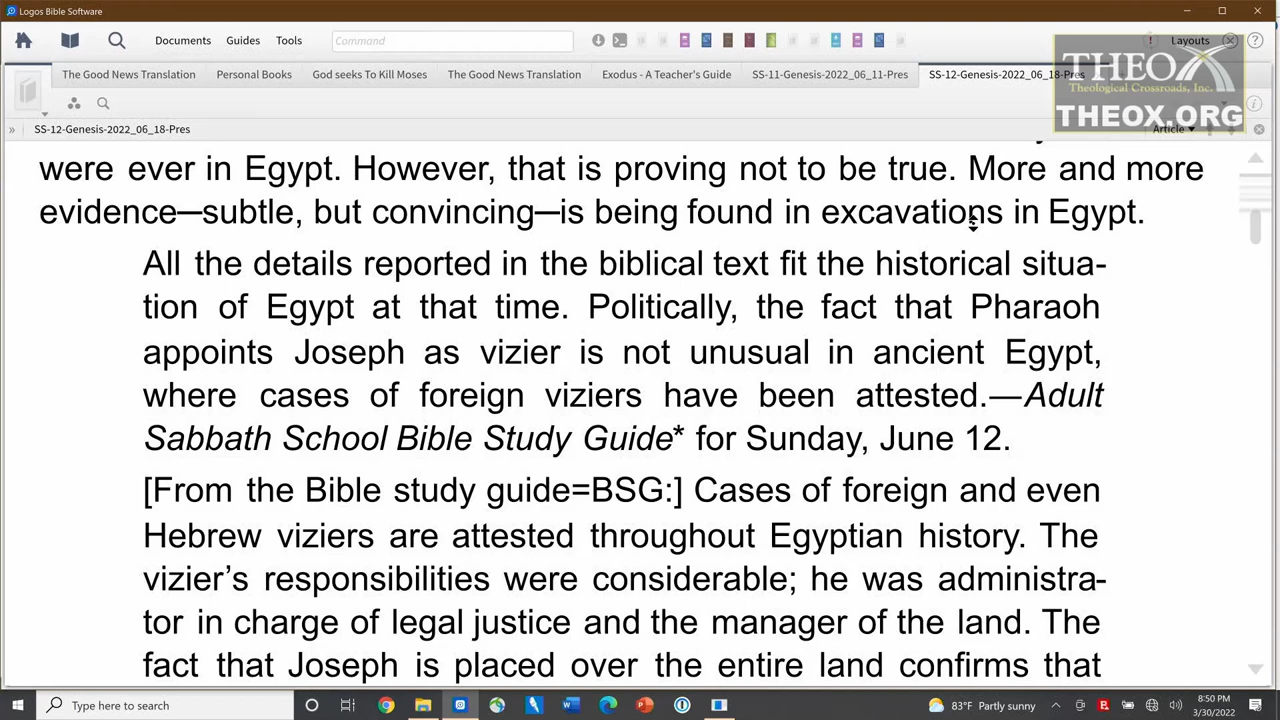 Logos Bible Software
Documents Guides Tools Command Layouts
The Good News Translation Personal Books God seeks To Kill Moses The Good News Translation Exodus - A Teacher's Guide SS-11-Genesis-2022_06_11-Pres SS-12-Genesis-2022_06_18-Pres
THEOX
Theological Crossroads, Inc.
THEOX.ORG
SS-12-Genesis-2022_06_18-Pres Article
were ever in Egypt. However, that is proving not to be true. More and more
evidence—subtle, but convincing—is being found in excavations in Egypt.
All the details reported in the biblical text fit the historical situa-
tion of Egypt at that time. Politically, the fact that Pharaoh
appoints Joseph as vizier is not unusual in ancient Egypt,
where cases of foreign viziers have been attested.—Adult
Sabbath School Bible Study Guide* for Sunday, June 12.
[From the Bible study guide=BSG:] Cases of foreign and even
Hebrew viziers are attested throughout Egyptian history. The
vizier's responsibilities were considerable; he was administra-
tor in charge of legal justice and the manager of the land. The
fact that Joseph is placed over the entire land confirms that
Type here to search 83°F Partly sunny 8:50 PM
3/30/2022